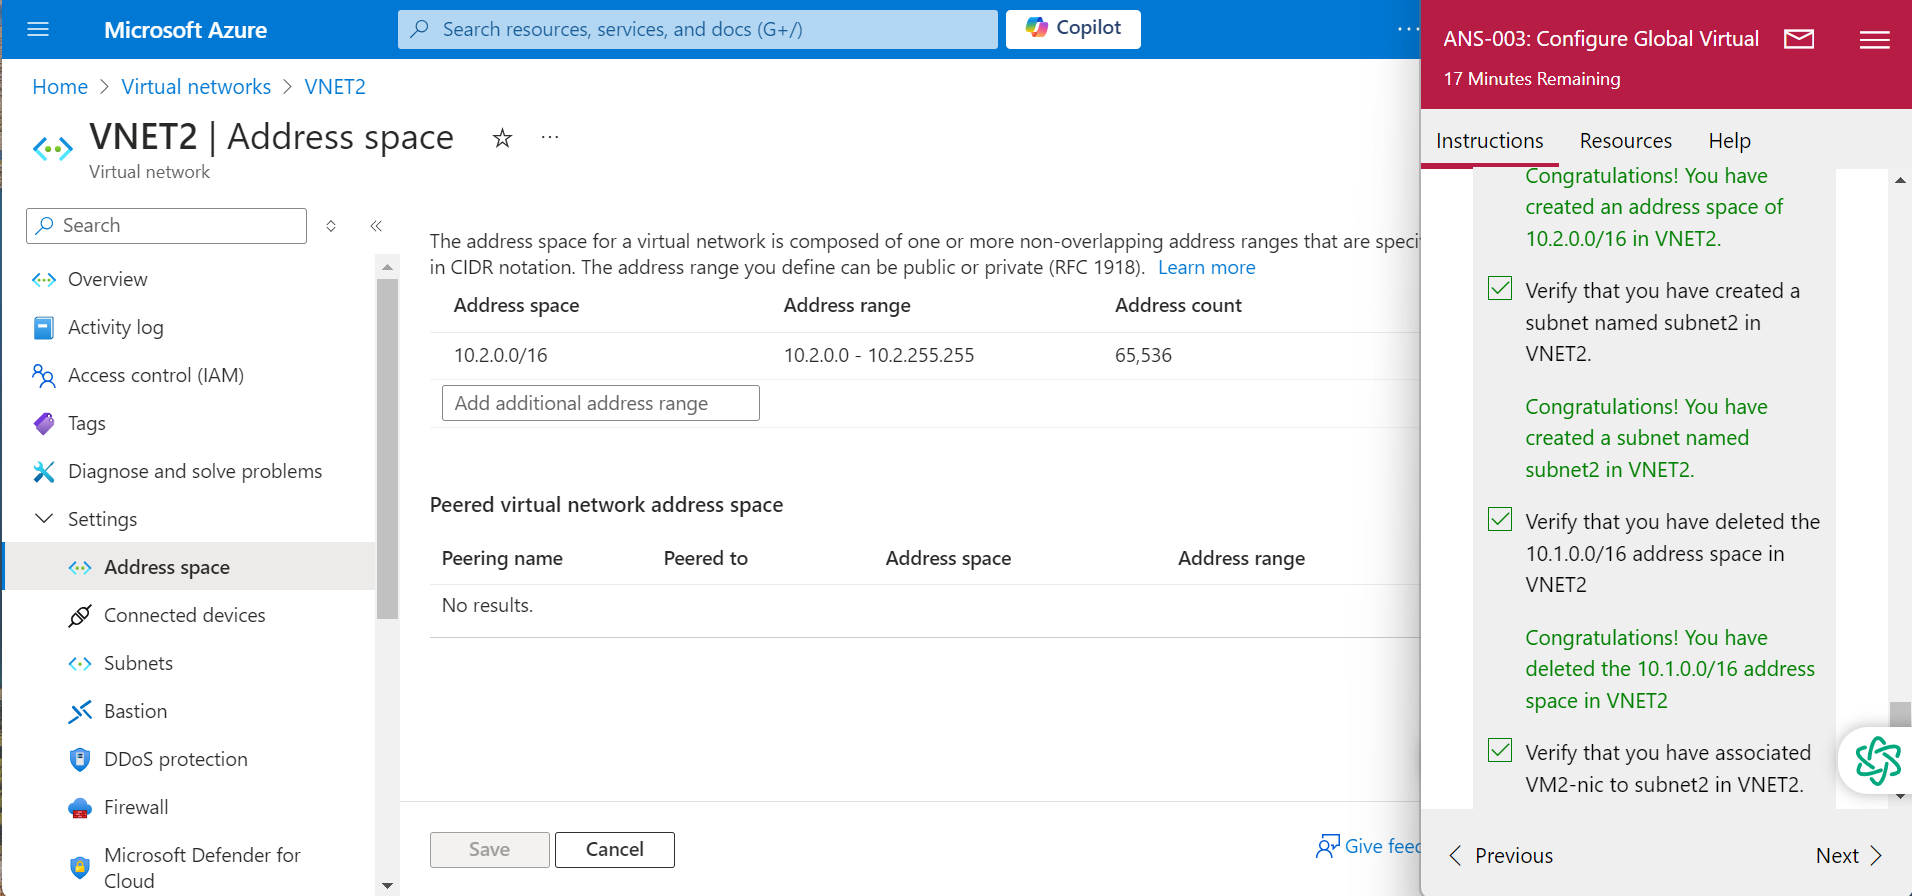 Microsoft Azure
Search resources, services, and docs (G+/)
Copilot
...
Home > Virtual networks > VNET2
VNET2 | Address space
...
Virtual network
Search
Overview
Activity log
Access control (IAM)
Tags
Diagnose and solve problems
Settings
Address space
Connected devices
Subnets
Bastion
DDoS protection
Firewall
Microsoft Defender for
Cloud
The address space for a virtual network is composed of one or more non-overlapping address ranges that are speci
in CIDR notation. The address range you define can be public or private (RFC 1918). Learn more
Address space Address range Address count
10.2.0.0/16 10.2.0.0 - 10.2.255.255 65,536
Add additional address range
Peered virtual network address space
Peering name Peered to Address space Address range
No results.
Save Cancel
Give feec
ANS-003: Configure Global Virtual
17 Minutes Remaining
Instructions Resources Help
Congratulations! You have
created an address space of
10.2.0.0/16 in VNET2.
Verify that you have created a
subnet named subnet2 in
VNET2.
Congratulations! You have
created a subnet named
subnet2 in VNET2.
Verify that you have deleted the
10.1.0.0/16 address space in
VNET2
Congratulations! You have
deleted the 10.1.0.0/16 address
space in VNET2
Verify that you have associated
VM2-nic to subnet2 in VNET2.
Previous Next